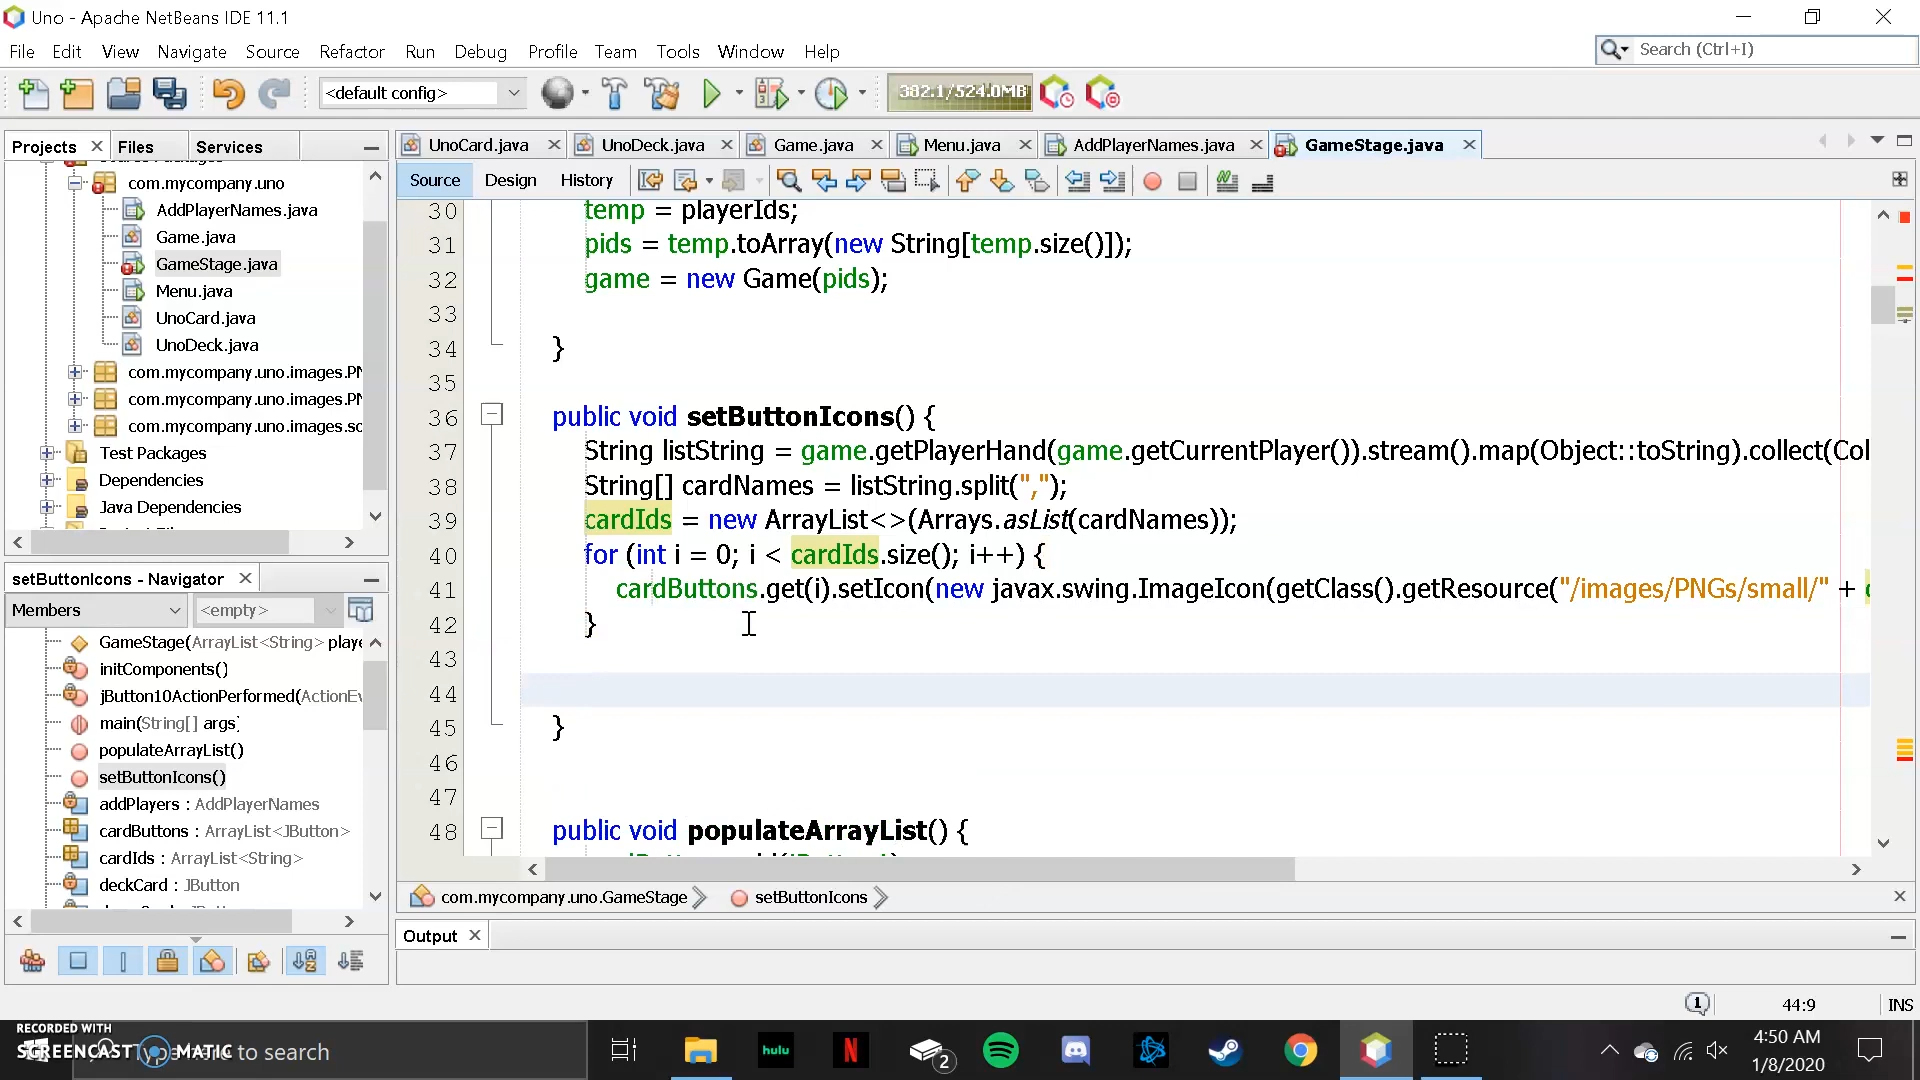 Uno - Apache NetBeans IDE 11.1
File Edit View Navigate Source Refactor Run Debug Profile Team Tools Window Help
Search (Ctrl+I)
<default config>
382.1/524.0MB
Projects Files Services
UnoCard.java UnoDeck.java Game.java Menu.java AddPlayerNames.java GameStage.java
Source Design History
com.mycompany.uno
AddPlayerNames.java
Game.java
GameStage.java
Menu.java
UnoCard.java
UnoDeck.java
com.mycompany.uno.images.PN
com.mycompany.uno.images.PN
com.mycompany.uno.images.sc
Test Packages
Dependencies
Java Dependencies
30 temp = playerIds;
31 pids = temp.toArray(new String[temp.size()]);
32 game = new Game(pids);
33
34 }
35
36 public void setButtonIcons() {
37 String listString = game.getPlayerHand(game.getCurrentPlayer()).stream().map(Object::toString).collect(Col
38 String[] cardNames = listString.split(",");
39 cardIds = new ArrayList<>(Arrays.asList(cardNames));
40 for (int i = 0; i < cardIds.size(); i++) {
41 cardButtons.get(i).setIcon(new javax.swing.ImageIcon(getClass().getResource("/images/PNGs/small/" + c
42 }
43
44
45 }
46
47
48 public void populateArrayList() {
setButtonIcons - Navigator
Members <empty>
GameStage(ArrayList<String> playe
initComponents()
jButton10ActionPerformed(ActionEv
main(String[] args)
populateArrayList()
setButtonIcons()
addPlayers : AddPlayerNames
cardButtons : ArrayList<JButton>
cardIds : ArrayList<String>
deckCard : JButton
com.mycompany.uno.GameStage setButtonIcons
Output
1 44:9 INS
RECORDED WITH
SCREENCAST MATIC
Type here to search
hulu
N
2
4:50 AM
1/8/2020